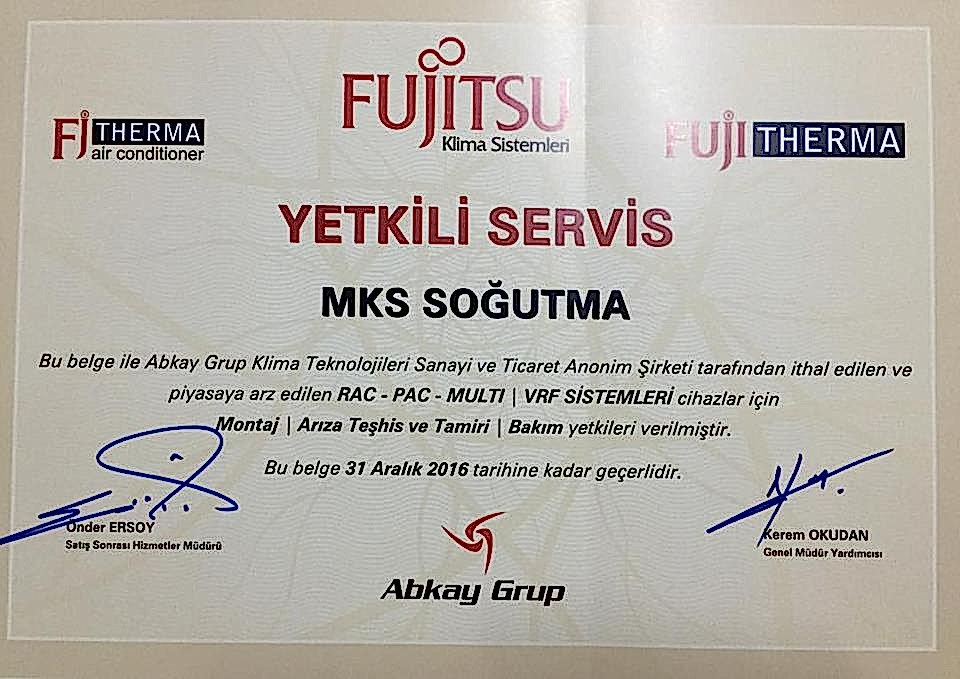 FUJITSU
Klima Sistemleri
FJ THERMA
air conditioner
FUJI THERMA
YETKİLİ SERVİS
MKS SOĞUTMA
Bu belge ile Abkay Grup Klima Teknolojileri Sanayi ve Ticaret Anonim Şirketi tarafından ithal edilen ve
piyasaya arz edilen RAC - PAC - MULTI | VRF SİSTEMLERİ cihazlar için
Montaj | Arıza Teşhis ve Tamiri | Bakım yetkileri verilmiştir.
Bu belge 31 Aralık 2016 tarihine kadar geçerlidir.
Önder ERSOY
Satış Sonrası Hizmetler Müdürü
Kerem OKUDAN
Genel Müdür Yardımcısı
Abkay Grup